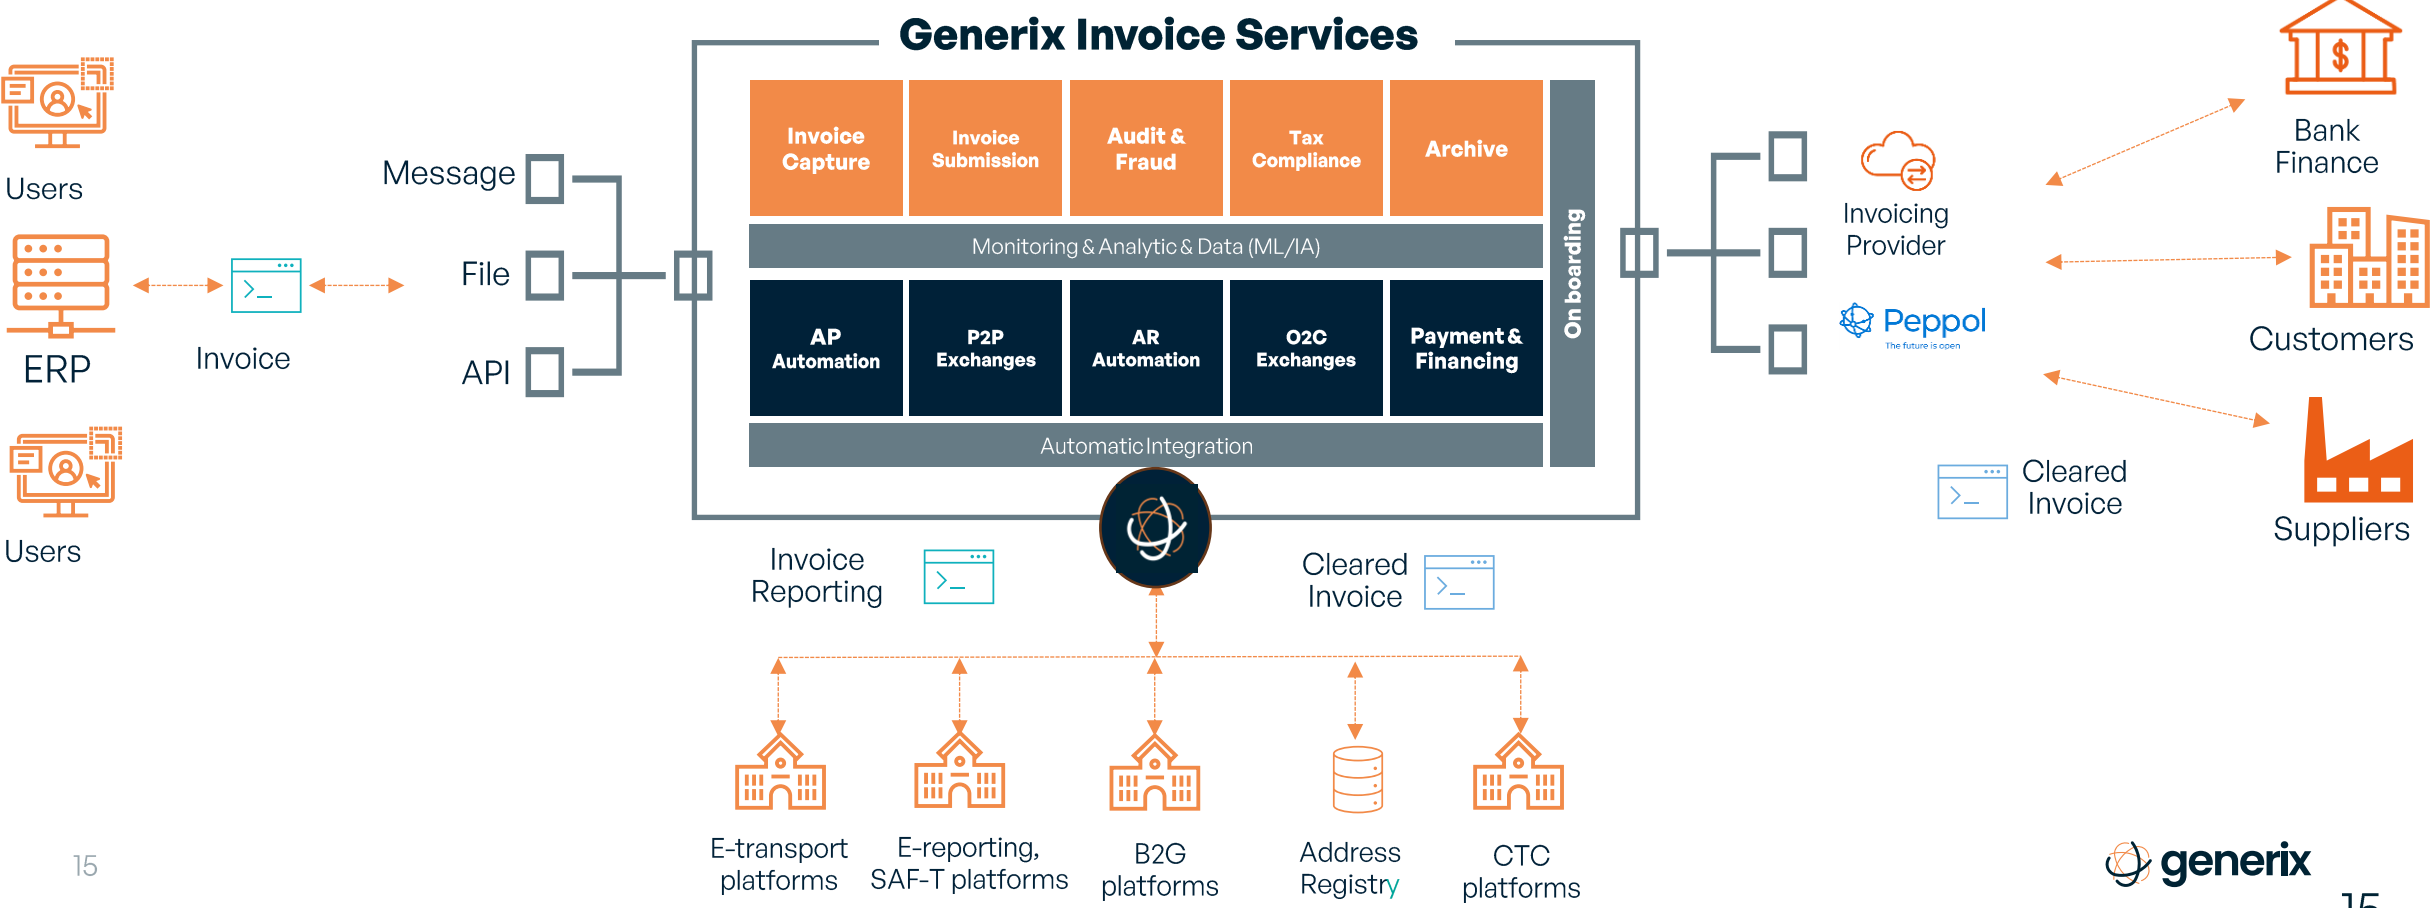 Generix Invoice Services
Users
ERP
Users
Invoice
Message
File
API
Invoice
Capture
Invoice
Submission
Audit &
Fraud
Tax
Compliance
Archive
Monitoring & Analytic & Data (ML/IA)
AP
Automation
P2P
Exchanges
AR
Automation
O2C
Exchanges
Payment &
Financing
Automatic Integration
On boarding
Invoicing
Provider
Peppol
The future is open
Bank
Finance
Customers
Suppliers
Cleared
Invoice
Invoice
Reporting
Cleared
Invoice
E-transport
platforms
E-reporting,
SAF-T platforms
B2G
platforms
Address
Registry
CTC
platforms
15
generix
15